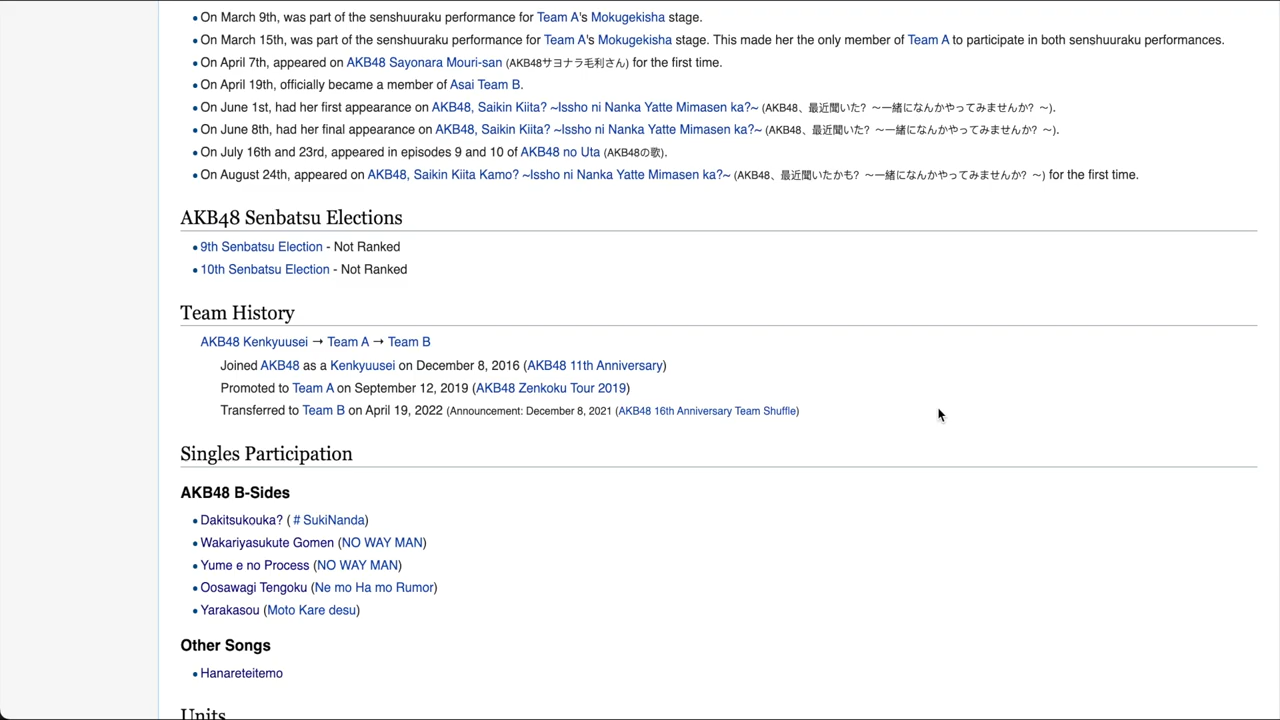 • On March 9th, was part of the senshuuraku performance for Team A's Mokugekisha stage.
• On March 15th, was part of the senshuuraku performance for Team A's Mokugekisha stage. This made her the only member of Team A to participate in both senshuuraku performances.
• On April 7th, appeared on AKB48 Sayonara Mouri-san (AKB48サヨナラ毛利さん) for the first time.
• On April 19th, officially became a member of Asai Team B.
• On June 1st, had her first appearance on AKB48, Saikin Kiita? ~Issho ni Nanka Yatte Mimasen ka?~ (AKB48、最近聞いた？～一緒になんかやってみませんか？～).
• On June 8th, had her final appearance on AKB48, Saikin Kiita? ~Issho ni Nanka Yatte Mimasen ka?~ (AKB48、最近聞いた？～一緒になんかやってみませんか？～).
• On July 16th and 23rd, appeared in episodes 9 and 10 of AKB48 no Uta (AKB48の歌).
• On August 24th, appeared on AKB48, Saikin Kiita Kamo? ~Issho ni Nanka Yatte Mimasen ka?~ (AKB48、最近聞いたかも？～一緒になんかやってみませんか？～) for the first time.
AKB48 Senbatsu Elections
• 9th Senbatsu Election - Not Ranked
• 10th Senbatsu Election - Not Ranked
Team History
AKB48 Kenkyuusei → Team A → Team B
Joined AKB48 as a Kenkyuusei on December 8, 2016 (AKB48 11th Anniversary)
Promoted to Team A on September 12, 2019 (AKB48 Zenkoku Tour 2019)
Transferred to Team B on April 19, 2022 (Announcement: December 8, 2021 (AKB48 16th Anniversary Team Shuffle)
Singles Participation
AKB48 B-Sides
• Dakitsukouka? ( # SukiNanda)
• Wakariyasukute Gomen (NO WAY MAN)
• Yume e no Process (NO WAY MAN)
• Oosawagi Tengoku (Ne mo Ha mo Rumor)
• Yarakasou (Moto Kare desu)
Other Songs
• Hanareteitemo
Units